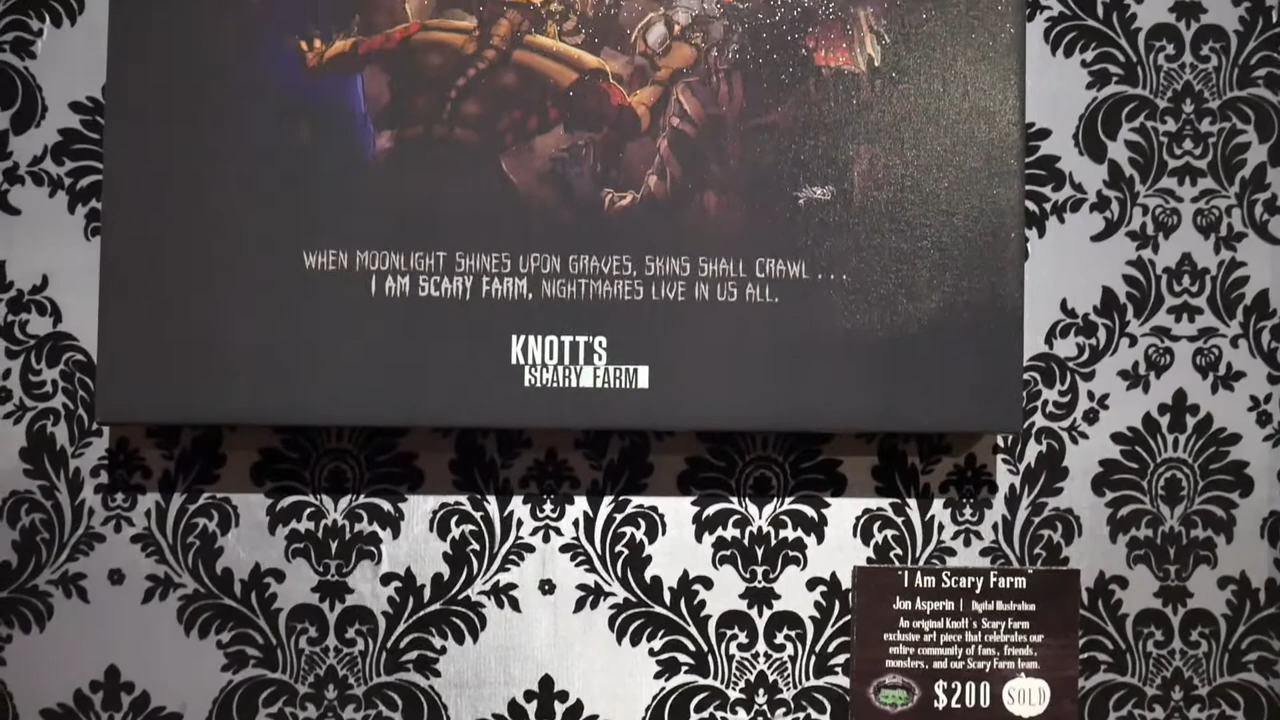 WHEN MOONLIGHT SHINES UPON GRAVES, SKINS SHALL CRAWL . . .
I AM SCARY FARM, NIGHTMARES LIVE IN US ALL.
KNOTT'S
SCARY FARM
"I Am Scary Farm"
Jon Asperin | Digital Illustration
An original Knott's Scary Farm
exclusive art piece that celebrates our
entire community of fans, friends,
monsters, and our Scary Farm team.
$200 SOLD